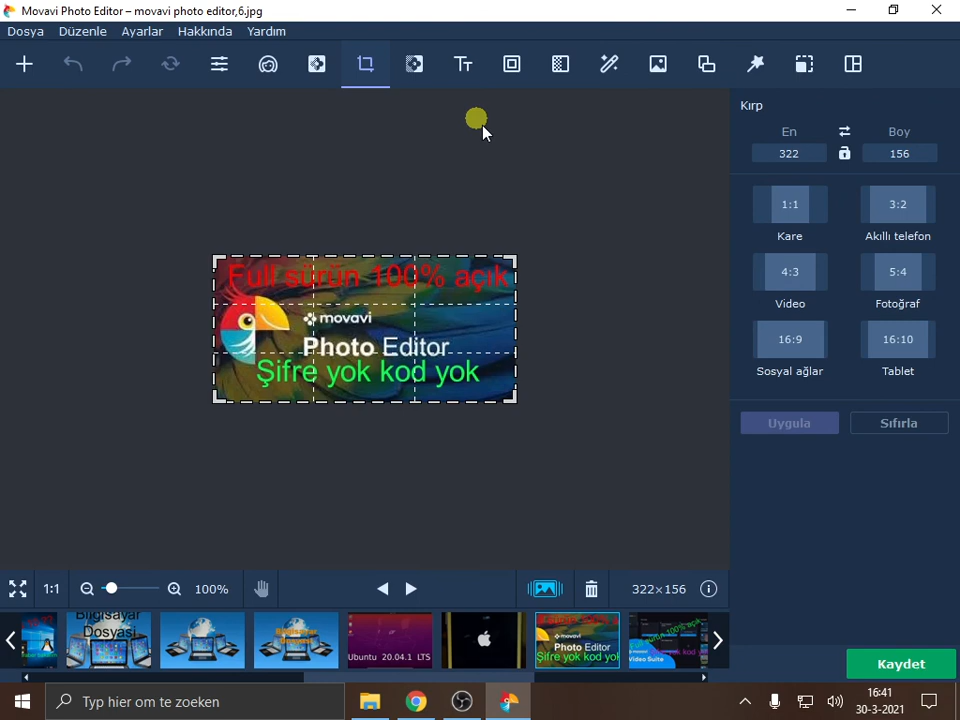 Movavi Photo Editor – movavi photo editor,6.jpg
Dosya Düzenle Ayarlar Hakkında Yardım
Kırp
En Boy
322 156
1:1 3:2
Kare Akıllı telefon
4:3 5:4
Video Fotoğraf
16:9 16:10
Sosyal ağlar Tablet
Uygula Sıfırla
Full sürün 100% açık
movavi
Photo Editor
Şifre yok kod yok
1:1 100% 322×156
Bilgisayar
Dosyasi
Ubuntu 20.04.1 LTS
movavi
Photo Editor
Şifre yok kod yok
Video Suite
Kaydet
Typ hier om te zoeken
16:41
30-3-2021